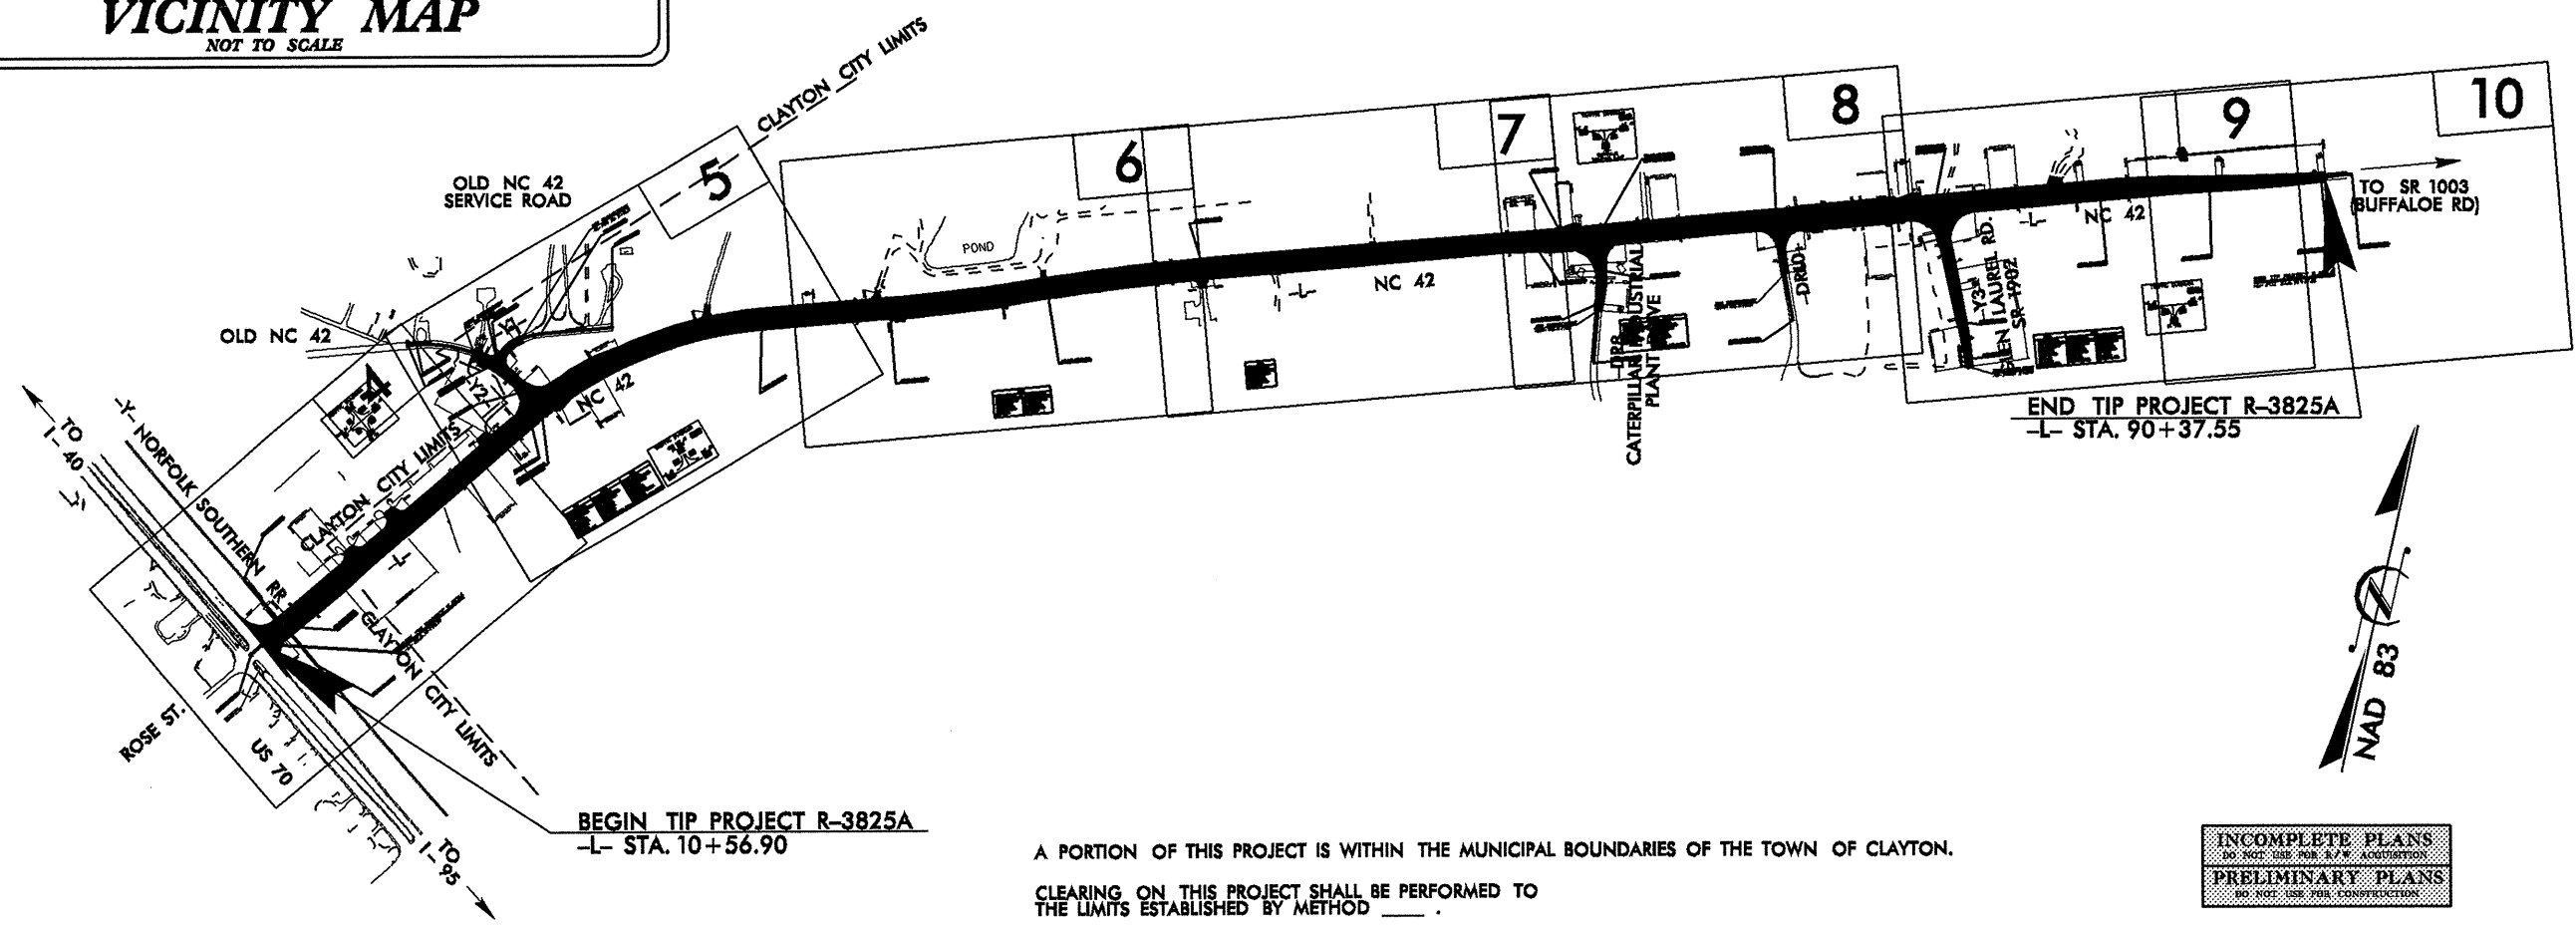 VICINITY MAP
NOT TO SCALE
CLAYTON CITY LIMITS
5
6
7
8
9
10
OLD NC 42
SERVICE ROAD
POND
TO SR 1003
(BUFFALOE RD)
NC 42
-L-
OLD NC 42
-Y1-
-Y2-
NC 42
4
-L-
NC 42
-DR8-
CATERPILLAR INDUSTRIAL
PLANT DRIVE
-DR10-
-Y3-
GLEN LAUREL RD.
SR 1902
END TIP PROJECT R-3825A
-L- STA. 90+37.55
TO
I-40
-Y- NORFOLK SOUTHERN RR
CLAYTON CITY LIMITS
-L-
CLAYTON CITY LIMITS
ROSE ST.
US 70
TO
I-95
NAD 83
BEGIN TIP PROJECT R-3825A
-L- STA. 10+56.90
A PORTION OF THIS PROJECT IS WITHIN THE MUNICIPAL BOUNDARIES OF THE TOWN OF CLAYTON.
CLEARING ON THIS PROJECT SHALL BE PERFORMED TO
THE LIMITS ESTABLISHED BY METHOD ____ .
INCOMPLETE PLANS
DO NOT USE FOR R/W ACQUISITION
PRELIMINARY PLANS
DO NOT USE FOR CONSTRUCTION